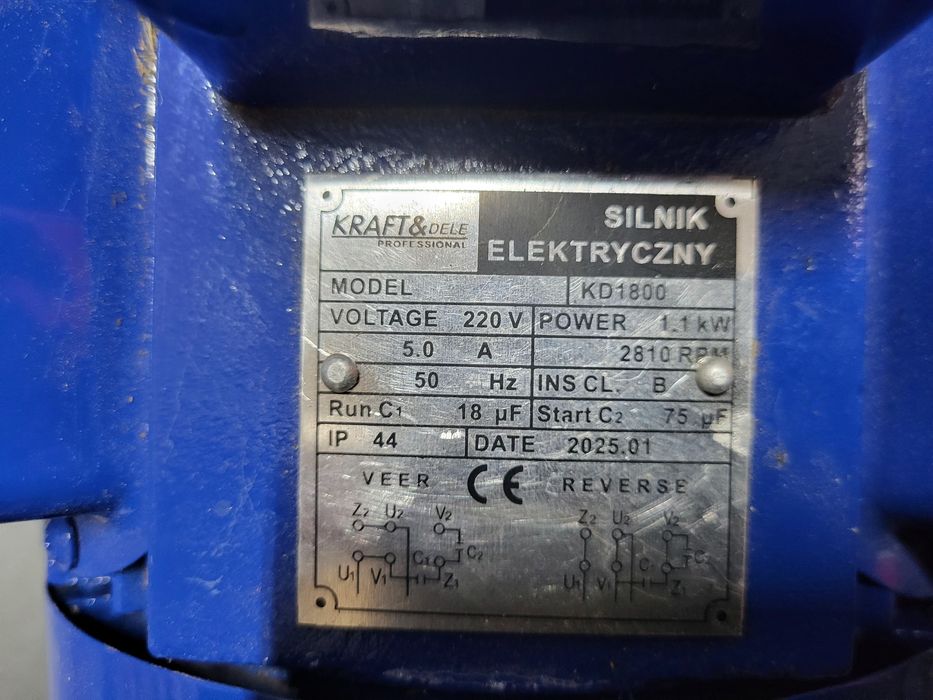 KRAFT&DELE
PROFESSIONAL
SILNIK
ELEKTRYCZNY
MODEL KD1800
VOLTAGE 220 V POWER 1.1 kW
5.0 A 2810 RPM
50 Hz INS CL. B
Run C1 18 µF Start C2 75 µF
IP 44 DATE 2025.01
VEER CE REVERSE
Z2 U2 V2 Z2 U2 V2
C1 C2 C1 C2
U1 V1 Z1 U1 V1 Z1